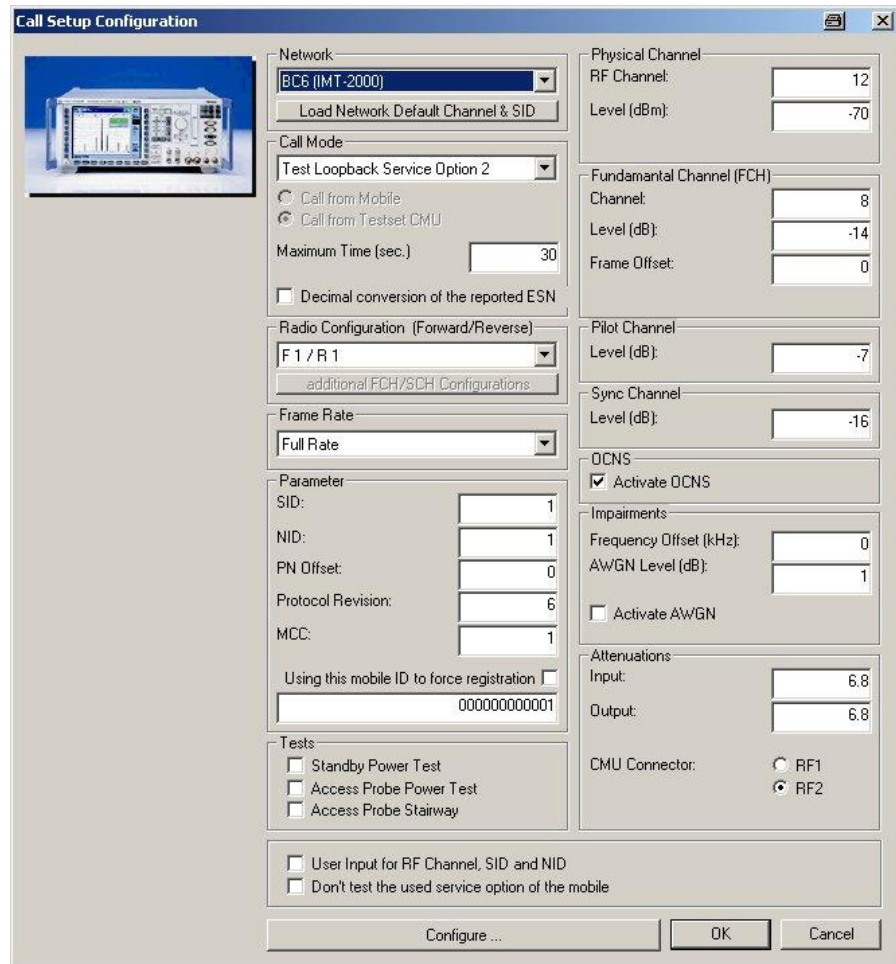 Call Setup Configuration
Network
BC6 (IMT-2000)
Load Network Default Channel & SID
Call Mode
Test Loopback Service Option 2
Call from Mobile
Call from Testset CMU
Maximum Time (sec.)
30
Decimal conversion of the reported ESN
Radio Configuration (Forward/Reverse)
F 1 / R 1
additional FCH/SCH Configurations
Frame Rate
Full Rate
Parameter
SID:
1
NID:
1
PN Offset:
0
Protocol Revision:
6
MCC:
1
Using this mobile ID to force registration
000000000001
Tests
Standby Power Test
Access Probe Power Test
Access Probe Stairway
Physical Channel
RF Channel:
12
Level (dBm):
-70
Fundamantal Channel (FCH)
Channel:
8
Level (dB):
-14
Frame Offset:
0
Pilot Channel
Level (dB):
-7
Sync Channel
Level (dB):
-16
OCNS
Activate OCNS
Impairments
Frequency Offset (kHz):
0
AWGN Level (dB):
1
Activate AWGN
Attenuations
Input:
6.8
Output:
6.8
CMU Connector:
RF1
RF2
User Input for RF Channel, SID and NID
Don't test the used service option of the mobile
Configure ...
OK
Cancel